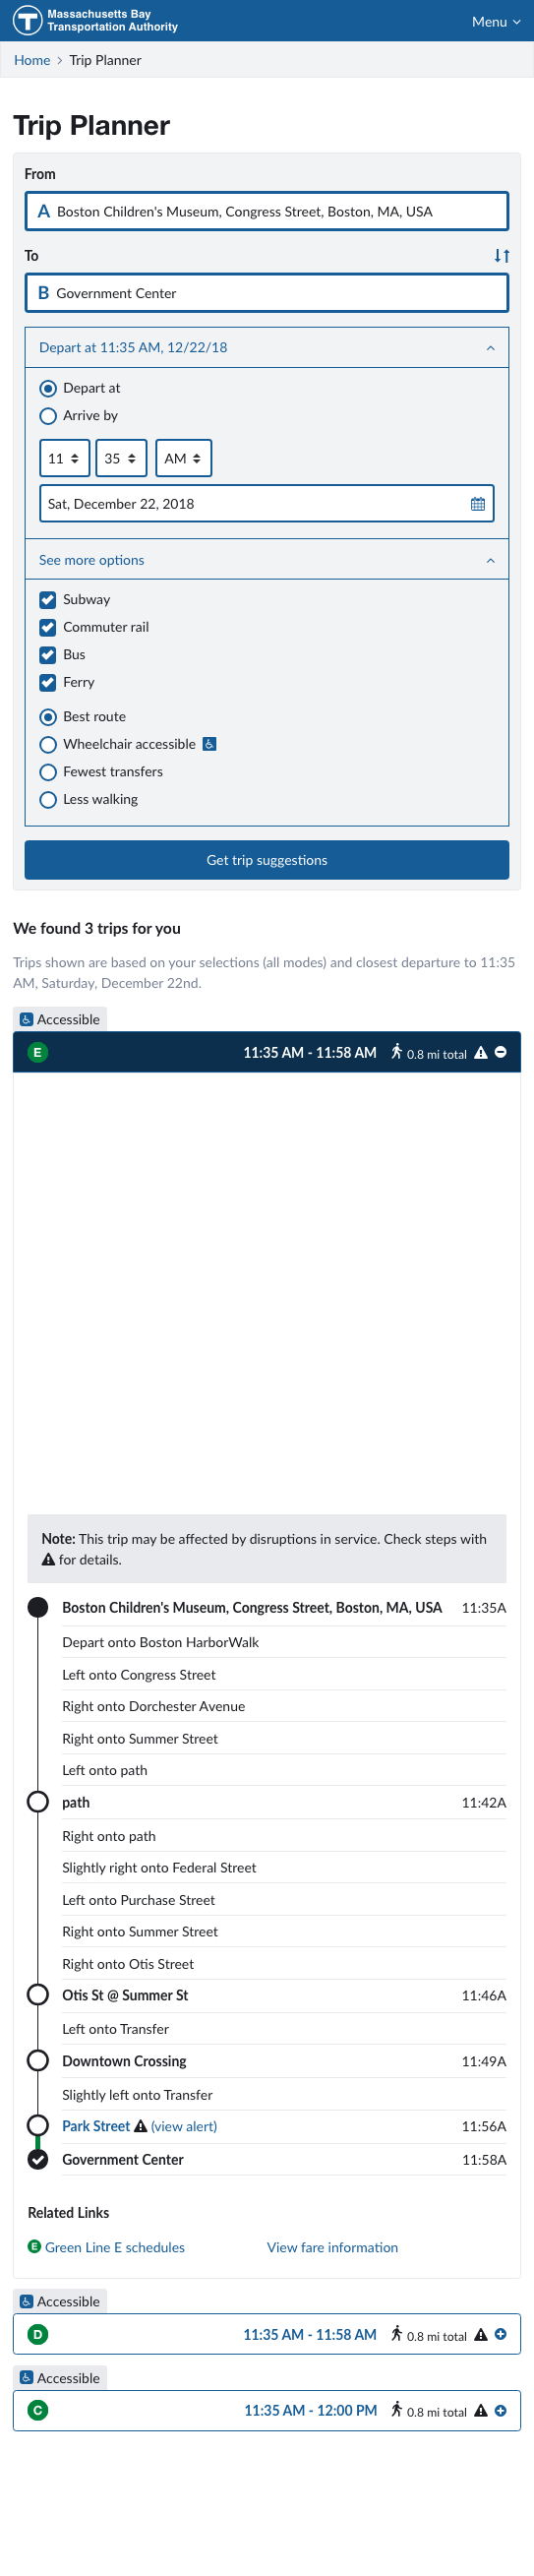 Massachusetts Bay
Transportation Authority
Menu
Home > Trip Planner
Trip Planner
From
A Boston Children's Museum, Congress Street, Boston, MA, USA
To
B Government Center
Depart at 11:35 AM, 12/22/18
Depart at
Arrive by
11 35 AM
Sat, December 22, 2018
See more options
Subway
Commuter rail
Bus
Ferry
Best route
Wheelchair accessible
Fewest transfers
Less walking
Get trip suggestions
We found 3 trips for you
Trips shown are based on your selections (all modes) and closest departure to 11:35
AM, Saturday, December 22nd.
Accessible
E 11:35 AM - 11:58 AM 0.8 mi total
Note: This trip may be affected by disruptions in service. Check steps with
for details.
Boston Children's Museum, Congress Street, Boston, MA, USA 11:35A
Depart onto Boston HarborWalk
Left onto Congress Street
Right onto Dorchester Avenue
Right onto Summer Street
Left onto path
path 11:42A
Right onto path
Slightly right onto Federal Street
Left onto Purchase Street
Right onto Summer Street
Right onto Otis Street
Otis St @ Summer St 11:46A
Left onto Transfer
Downtown Crossing 11:49A
Slightly left onto Transfer
Park Street (view alert) 11:56A
Government Center 11:58A
Related Links
E Green Line E schedules View fare information
Accessible
D 11:35 AM - 11:58 AM 0.8 mi total
Accessible
C 11:35 AM - 12:00 PM 0.8 mi total